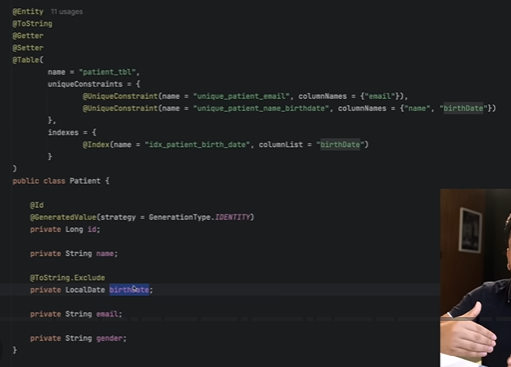 @Entity 11 usages
@ToString
@Getter
@Setter
@Table(
name = "patient_tbl",
uniqueConstraints = {
@UniqueConstraint(name = "unique_patient_email", columnNames = {"email"}),
@UniqueConstraint(name = "unique_patient_name_birthdate", columnNames = {"name", "birthDate"})
},
indexes = {
@Index(name = "idx_patient_birth_date", columnList = "birthDate")
}
)
public class Patient {
@Id
@GeneratedValue(strategy = GenerationType.IDENTITY)
private Long id;
private String name;
@ToString.Exclude
private LocalDate birthDate;
private String email;
private String gender;
}